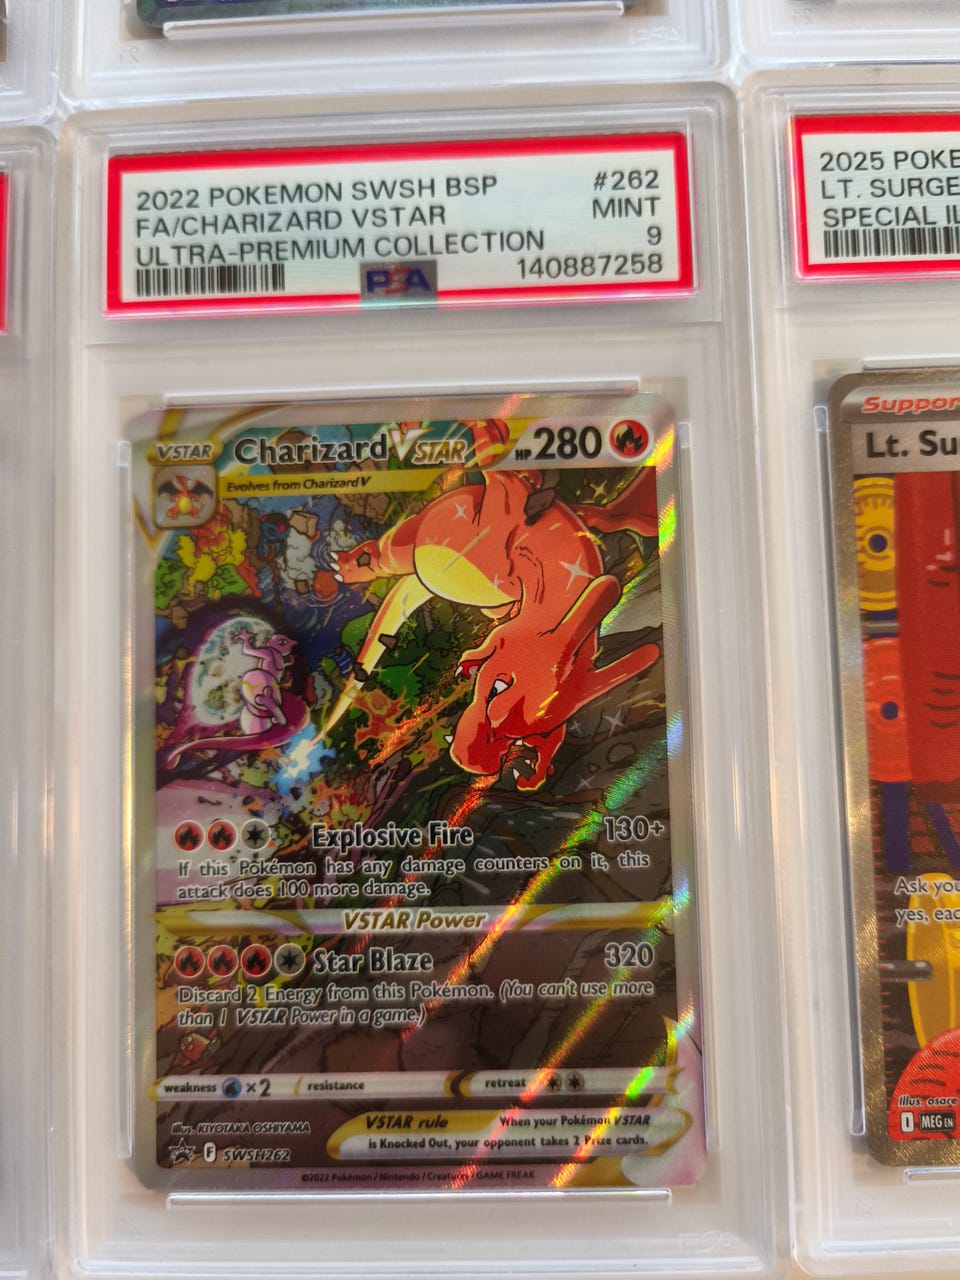 2022 POKEMON SWSH BSP #262
FA/CHARIZARD VSTAR MINT
ULTRA-PREMIUM COLLECTION 9
140887258
PSA
VSTAR Charizard VSTAR HP 280
Evolves from Charizard V
Explosive Fire 130+
If this Pokémon has any damage counters on it, this
attack does 100 more damage.
VSTAR Power
Star Blaze 320
Discard 2 Energy from this Pokémon. (You can't use more
than 1 VSTAR Power in a game.)
weakness ×2 resistance retreat
VSTAR rule When your Pokémon VSTAR
is Knocked Out, your opponent takes 2 Prize cards.
Illus. KIYOTAKA OSHIYAMA
F SWSH262
©2022 Pokémon / Nintendo / Creatures / GAME FREAK
2025 POKE
LT. SURGE
SPECIAL IL
Suppor
Lt. Su
Ask you
yes, eac
Illus. osare
I MEG EN